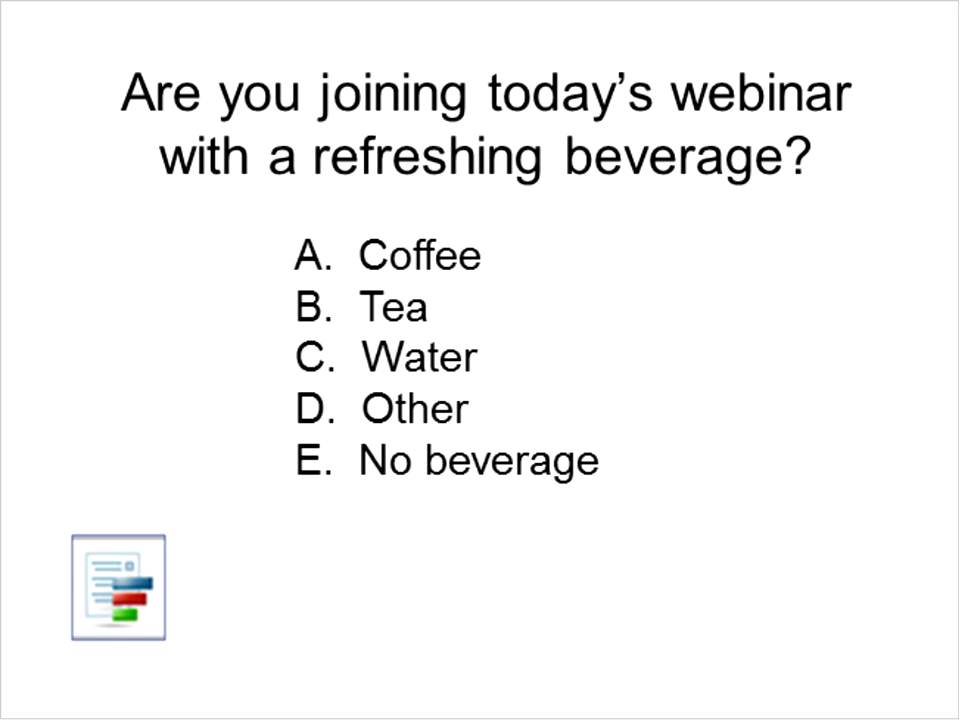 Are you joining today’s webinar
with a refreshing beverage?
A. Coffee
B. Tea
C. Water
D. Other
E. No beverage